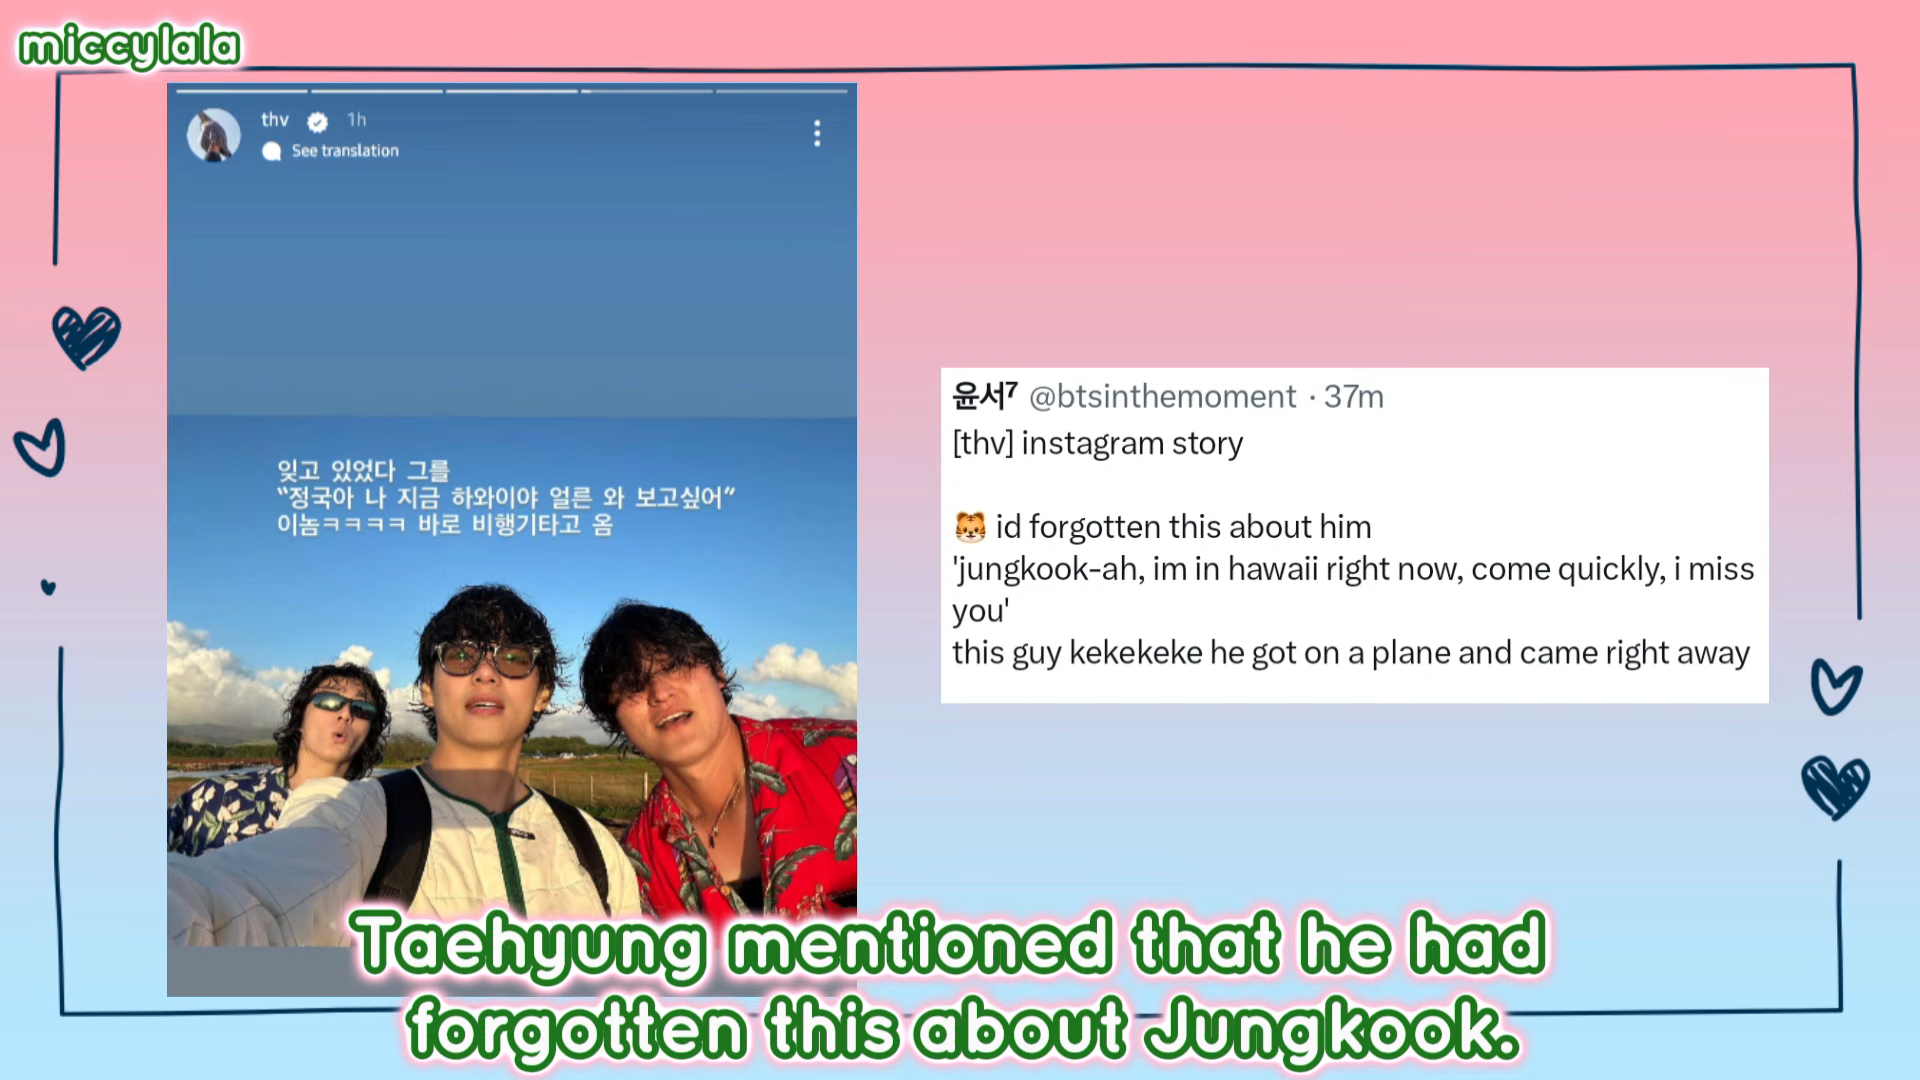 miccylala
thv 1h
See translation
잊고 있었다 그를
“정국아 나 지금 하와이야 얼른 와 보고싶어”
이놈ㅋㅋㅋㅋ 바로 비행기타고 옴
윤서⁷ @btsinthemoment · 37m
[thv] instagram story
🐯 id forgotten this about him
'jungkook-ah, im in hawaii right now, come quickly, i miss
you'
this guy kekekeke he got on a plane and came right away
Taehyung mentioned that he had
forgotten this about Jungkook.